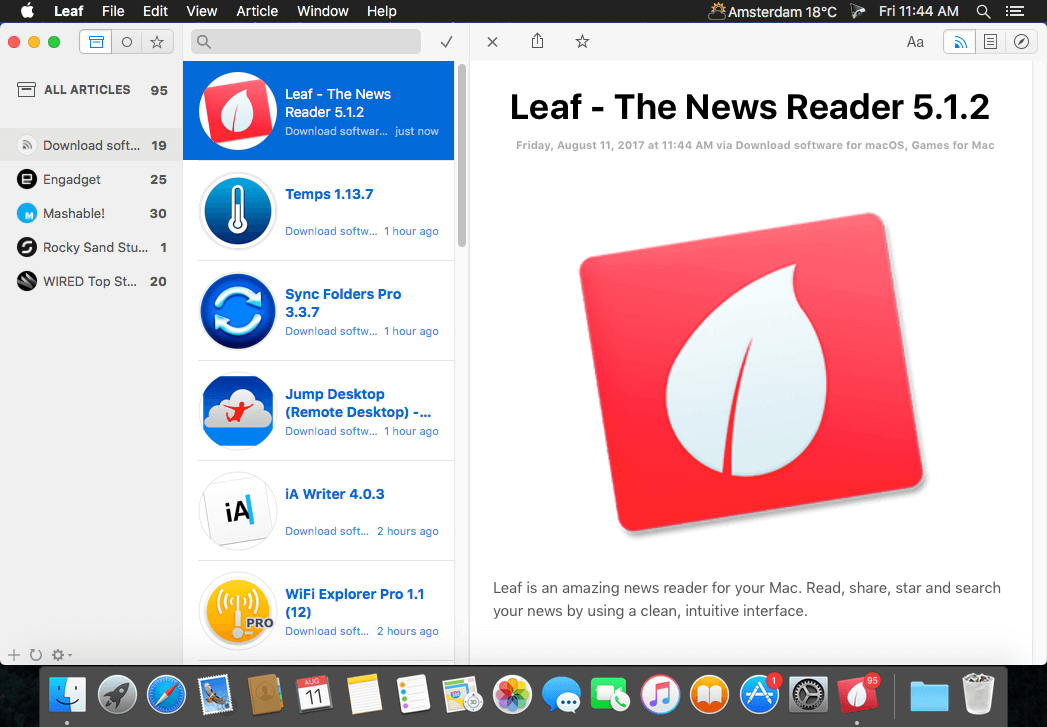 Leaf File Edit View Article Window Help Amsterdam 18°C Fri 11:44 AM
Aa
ALL ARTICLES 95
Download soft... 19
Engadget 25
Mashable! 30
Rocky Sand Stu... 1
WIRED Top St... 20
Leaf - The News
Reader 5.1.2
Download softwar... just now
Temps 1.13.7
Download softw... 1 hour ago
Sync Folders Pro
3.3.7
Download softw... 1 hour ago
Jump Desktop
(Remote Desktop) -...
Download softw... 1 hour ago
iA
iA Writer 4.0.3
Download soft... 2 hours ago
PRO
WiFi Explorer Pro 1.1
(12)
Download soft... 2 hours ago
Leaf - The News Reader 5.1.2
Friday, August 11, 2017 at 11:44 AM via Download software for macOS, Games for Mac
Leaf is an amazing news reader for your Mac. Read, share, star and search
your news by using a clean, intuitive interface.
AUG
11
3D
1
95